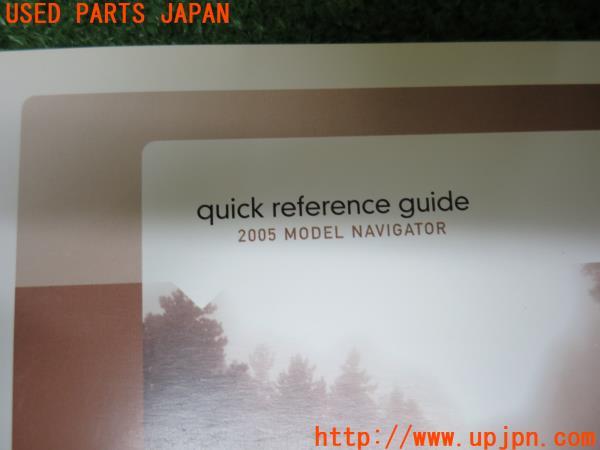 USED PARTS JAPAN
quick reference guide
2005 MODEL NAVIGATOR
http://www.upjpn.com